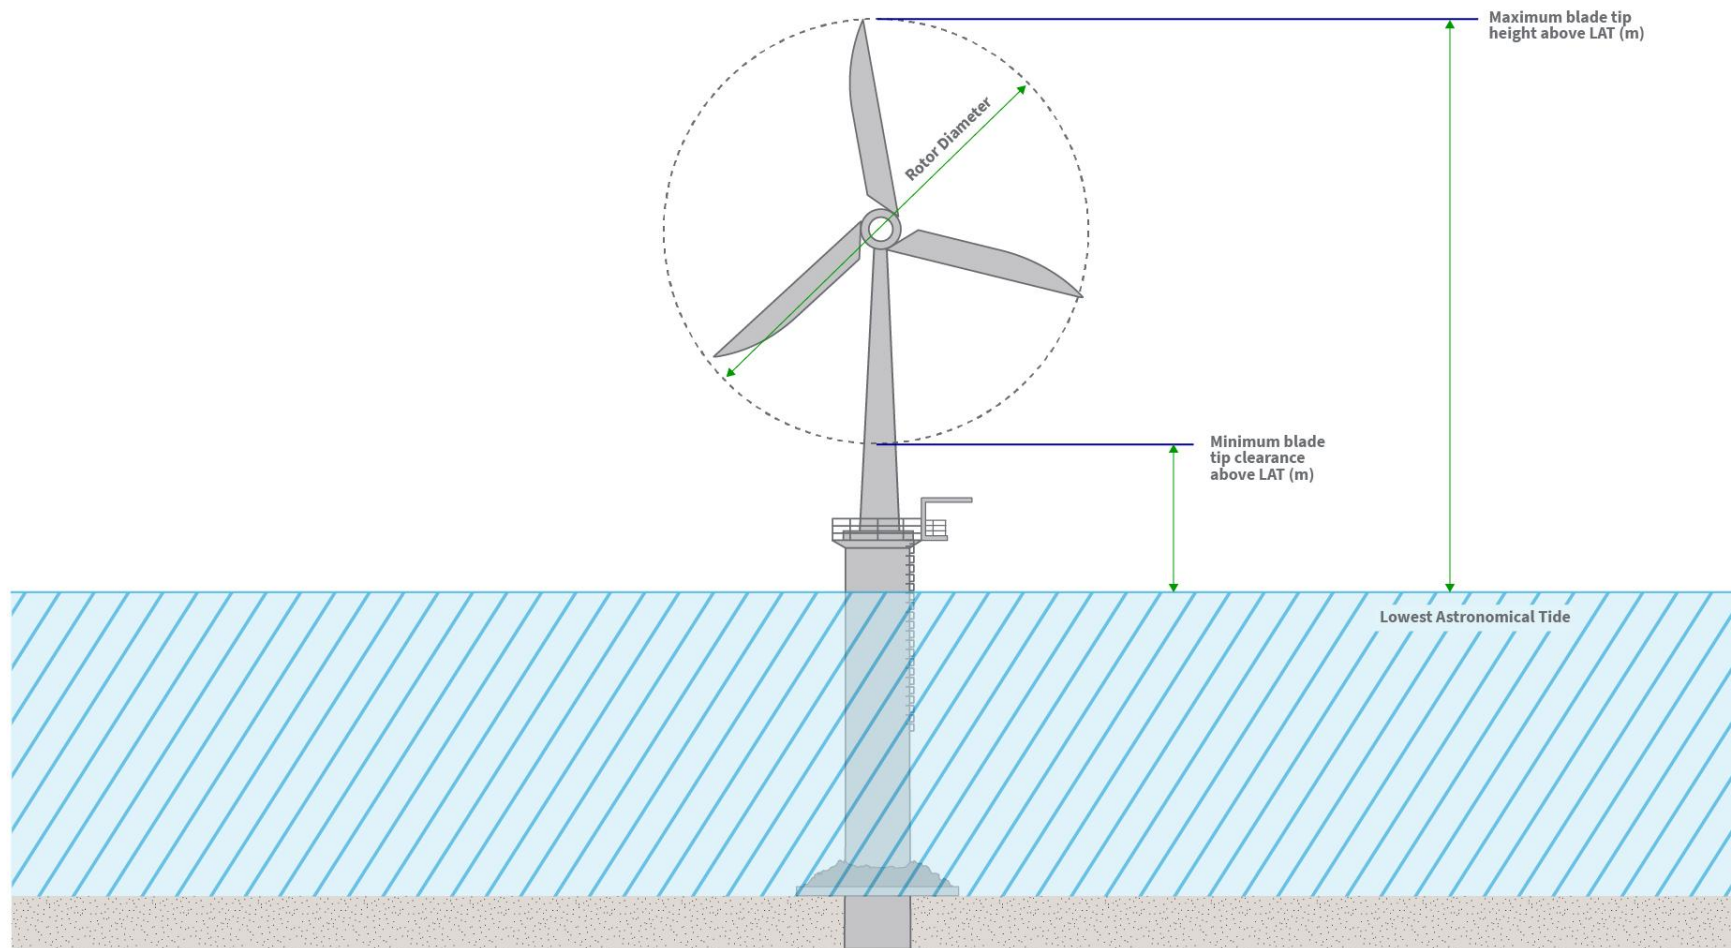 Maximum blade tip
height above LAT (m)
Rotor Diameter
Minimum blade
tip clearance
above LAT (m)
Lowest Astronomical Tide